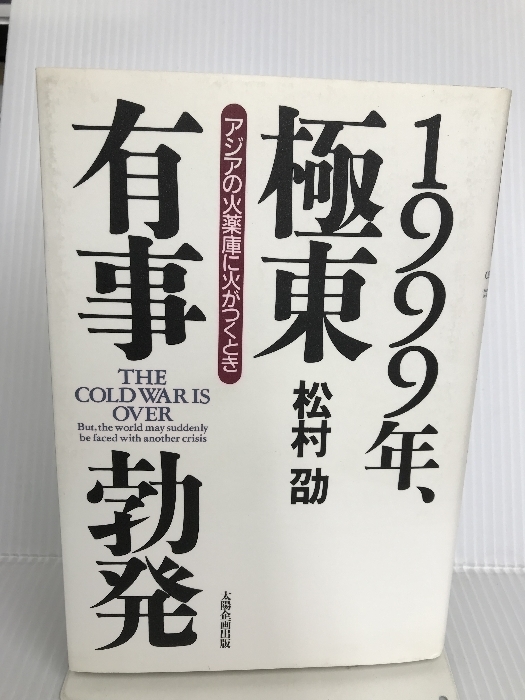 1999年、
極東
アジアの火薬庫に火がつくとき
有事
勃発
THE
COLD WAR IS
OVER
But, the world may suddenly
be faced with another crisis
松村 劭
太陽企画出版